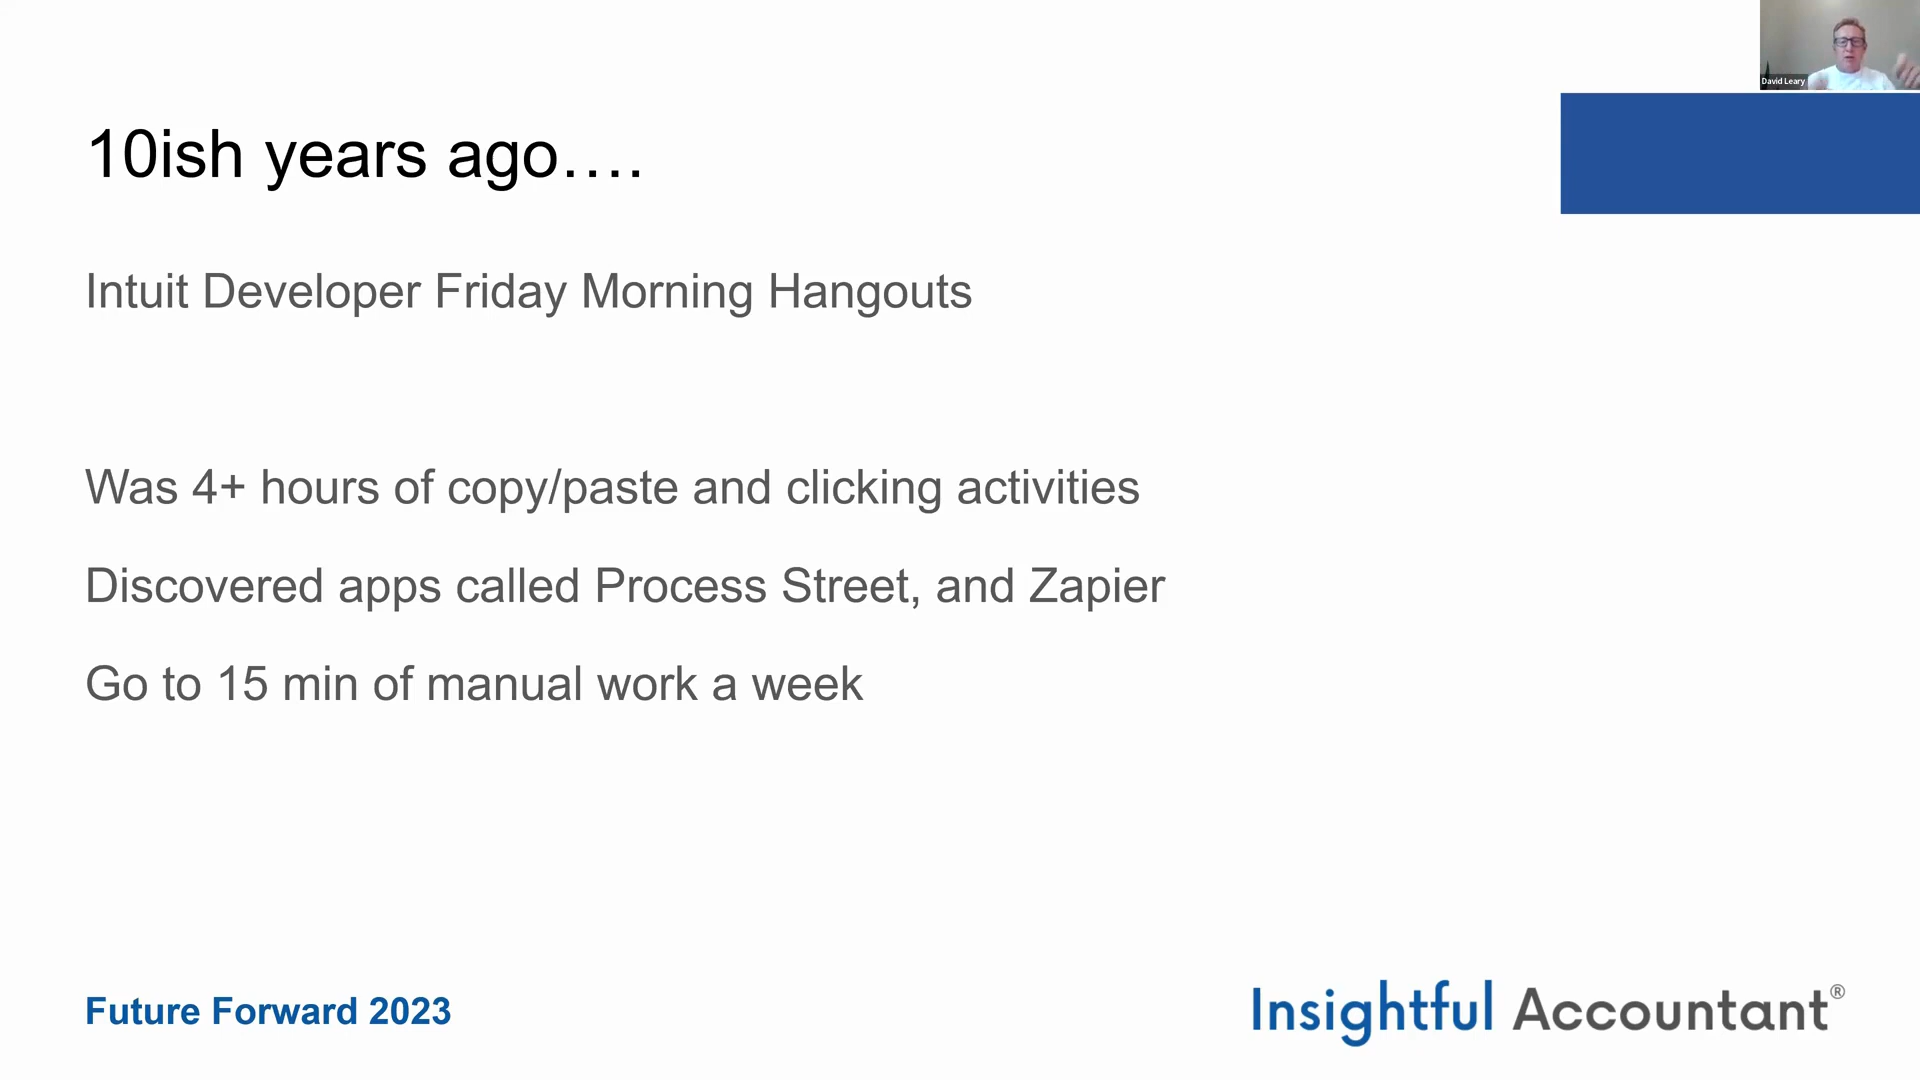 David Leary
10ish years ago....
Intuit Developer Friday Morning Hangouts
Was 4+ hours of copy/paste and clicking activities
Discovered apps called Process Street, and Zapier
Go to 15 min of manual work a week
Future Forward 2023
Insightful Accountant®